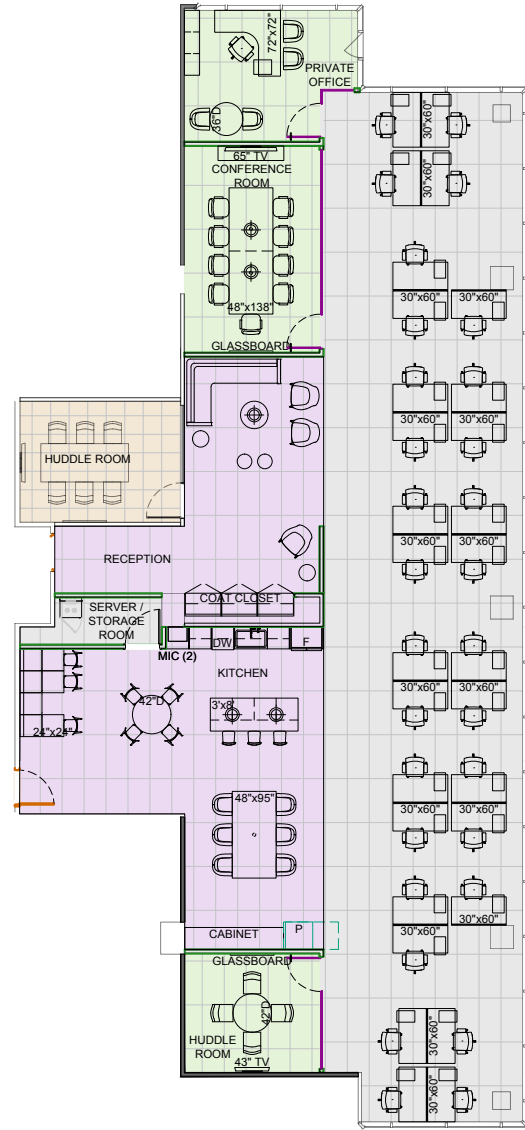 72"x72"
PRIVATE
OFFICE
36"D
30"x60"
30"x60"
65" TV
CONFERENCE
ROOM
30"x60" 30"x60"
48"x138"
GLASSBOARD
30"x60" 30"x60"
HUDDLE ROOM
30"x60" 30"x60"
RECEPTION
COAT CLOSET
SERVER /
STORAGE
ROOM
MIC (2)
DW
F
KITCHEN
30"x60" 30"x60"
42"D
3'x8'
24"x24"
48"x95"
30"x60" 30"x60"
30"x60"
30"x60"
CABINET
P
GLASSBOARD
42"D
HUDDLE
ROOM
43" TV
30"x60"
30"x60"